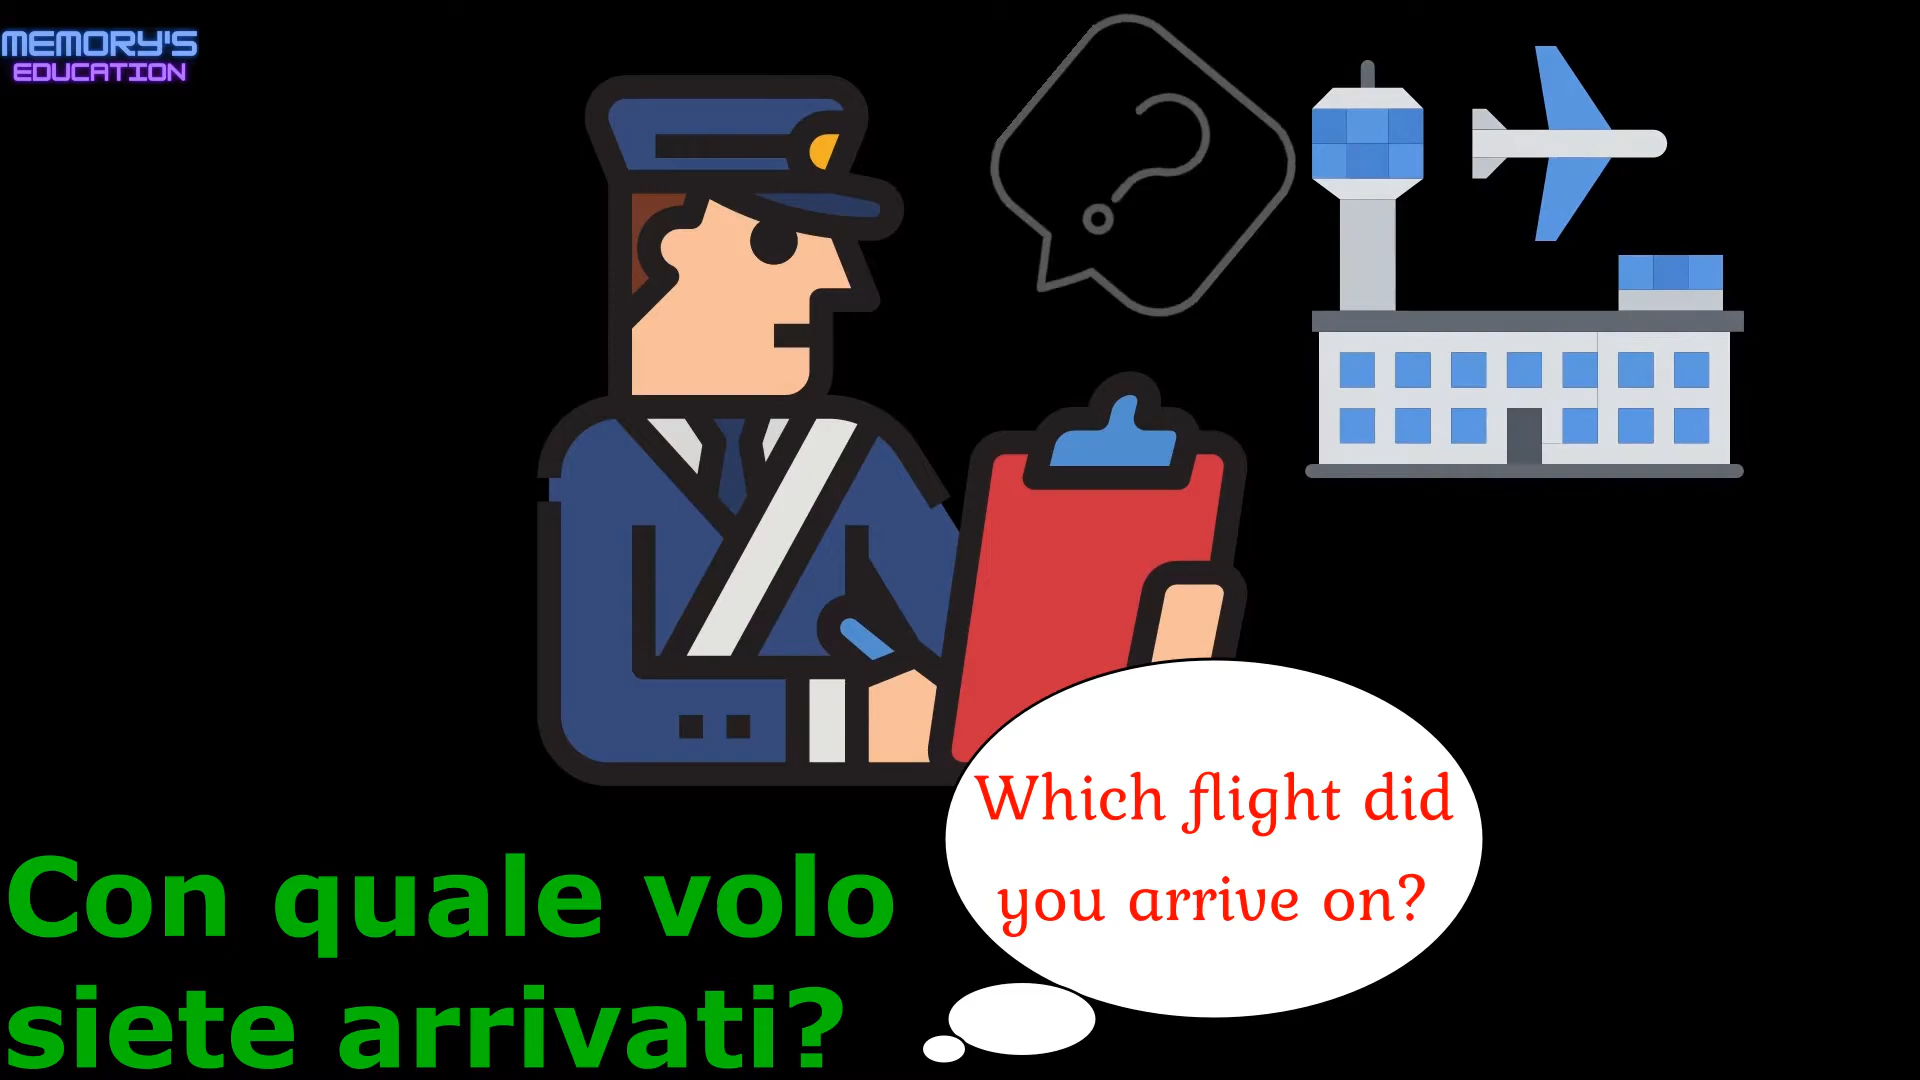 MEMORY'S
EDUCATION
Which flight did
you arrive on?
Con quale volo
siete arrivati?